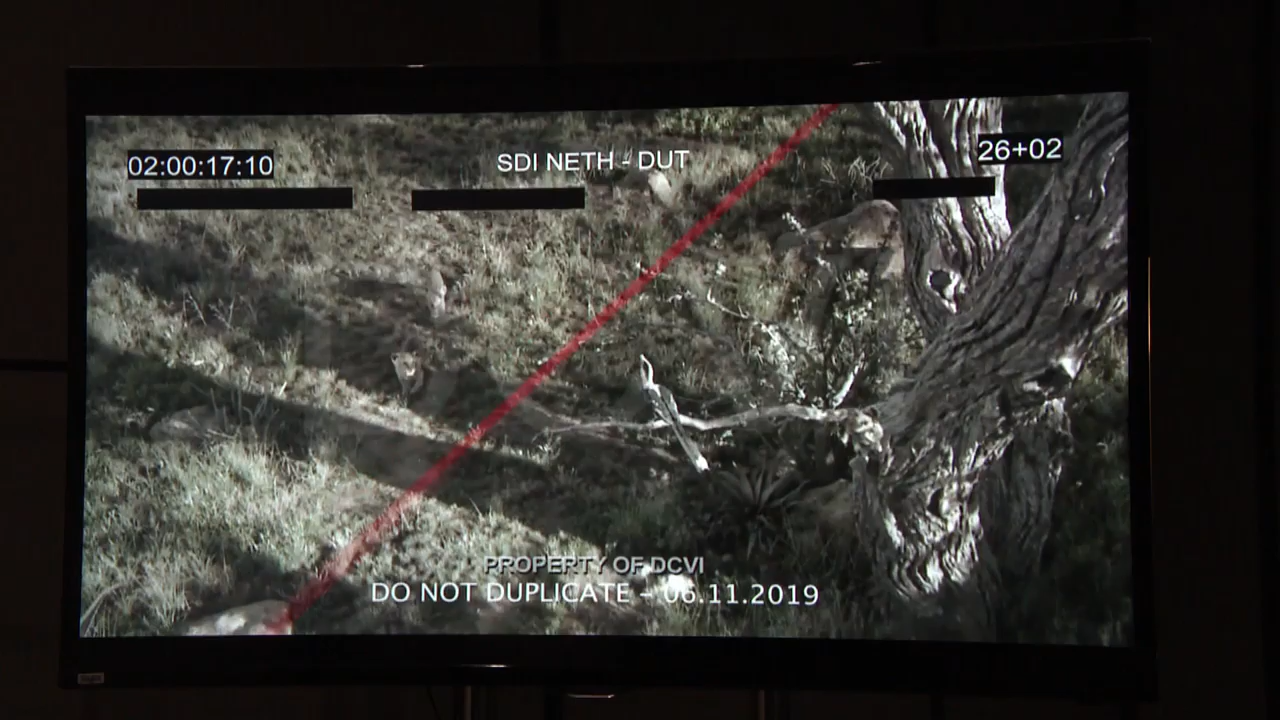 02:00:17:10
SDI NETH - DUT
26+02
PROPERTY OF DCVI
DO NOT DUPLICATE - 06.11.2019